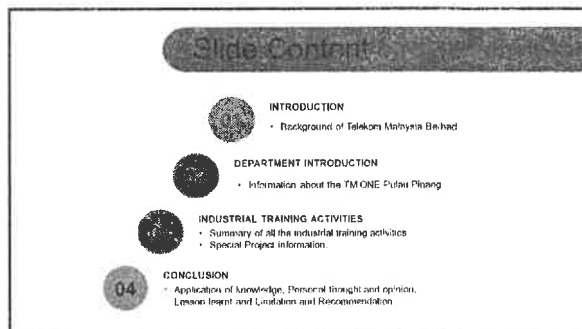 Slide Content
01
INTRODUCTION
• Background of Telekom Malaysia Berhad
02
DEPARTMENT INTRODUCTION
• Information about the TM ONE Pulau Pinang
INDUSTRIAL TRAINING ACTIVITIES
• Summary of all the industrial training activities
• Special Project information.
04
CONCLUSION
• Application of knowledge, Personal thought and opinion,
Lesson learnt and Limitation and Recommendation